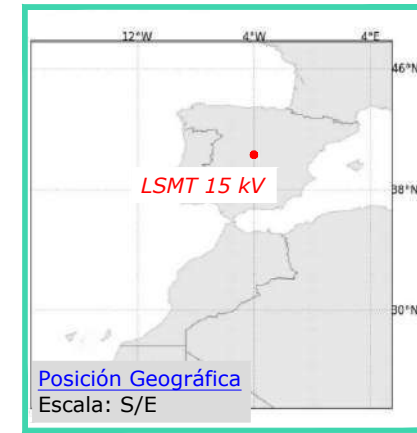 12°W 4°W 4°E
46°N
LSMT 15 kV
38°N
30°N
Posición Geográfica
Escala: S/E